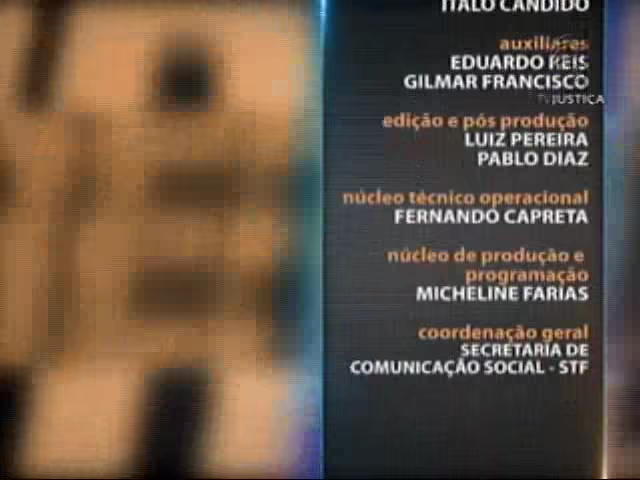 ITALO CANDIDO
auxiliares
EDUARDO REIS
GILMAR FRANCISCO
TV JUSTIÇA
edição e pós produção
LUIZ PEREIRA
PABLO DIAZ
núcleo técnico operacional
FERNANDO CAPRETA
núcleo de produção e
programação
MICHELINE FARIAS
coordenação geral
SECRETARIA DE
COMUNICAÇÃO SOCIAL - STF